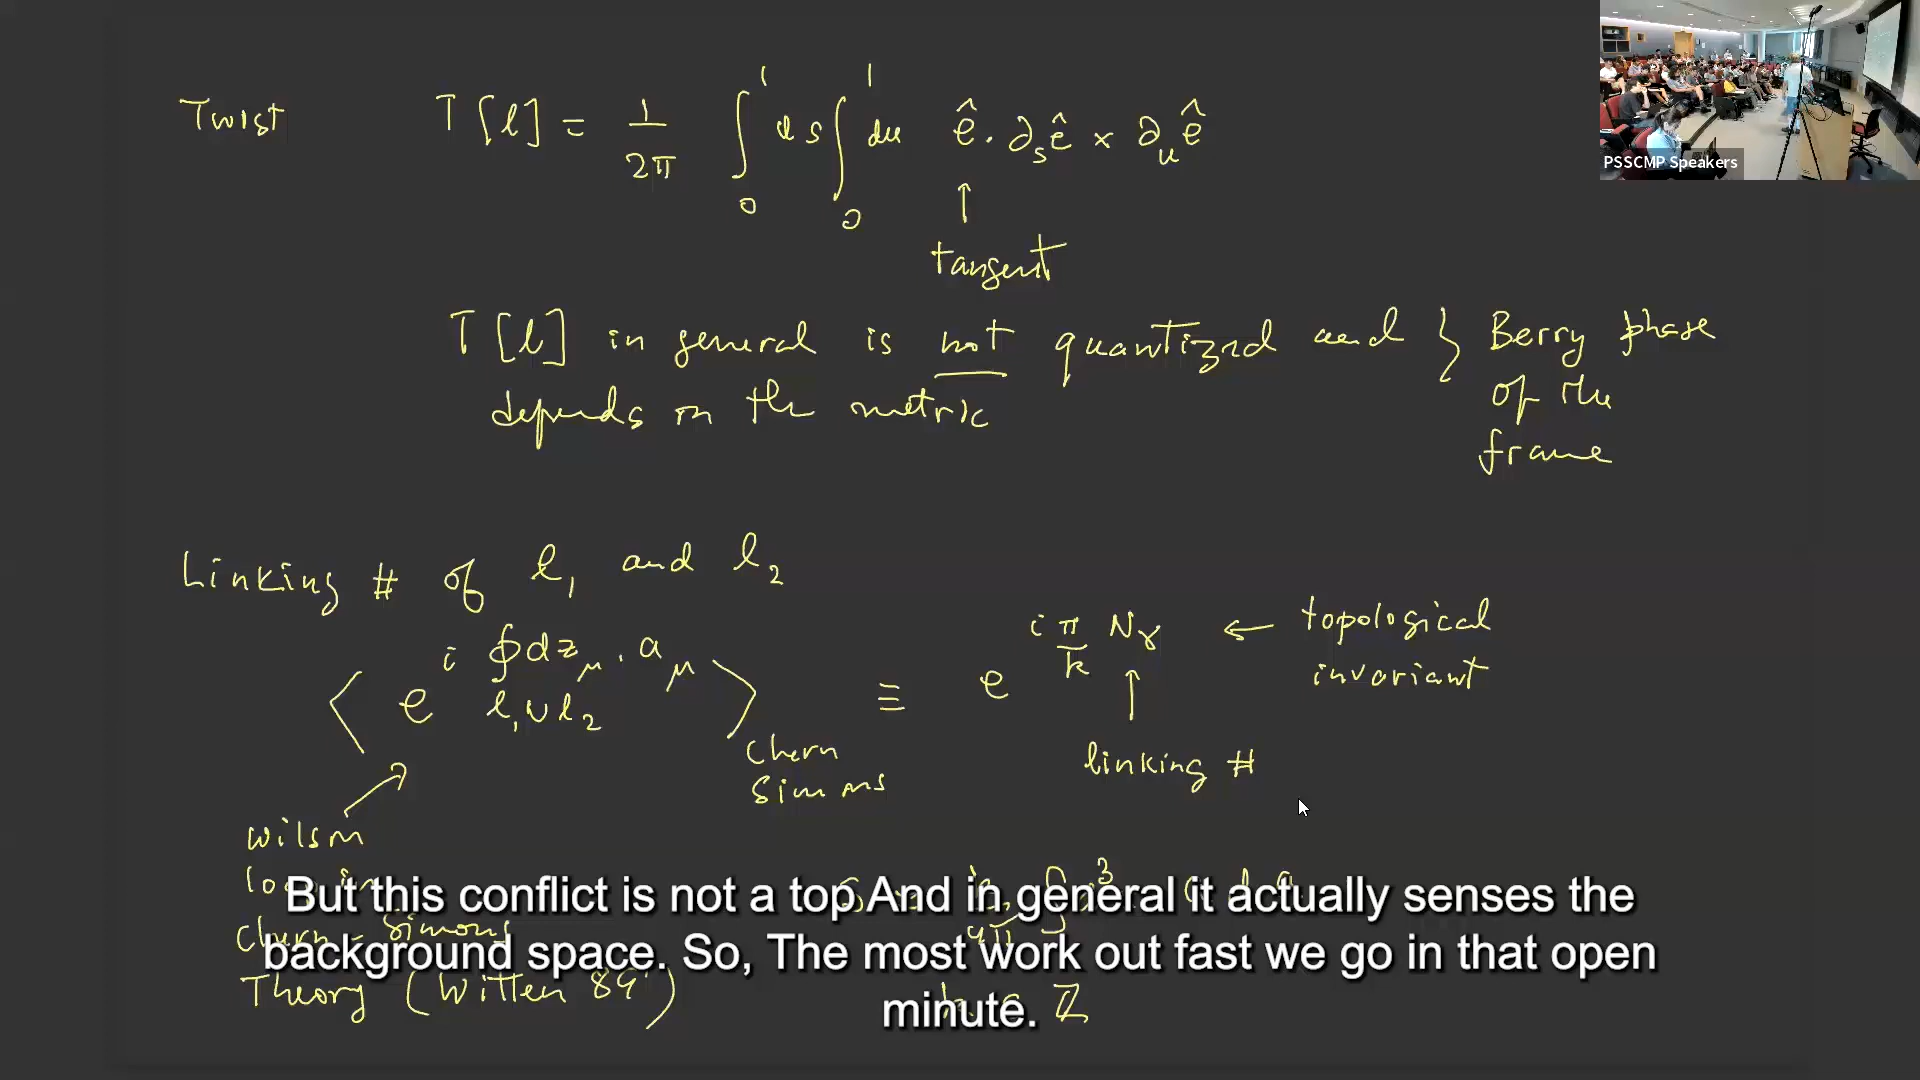 Twist T[l] = 1/2π ∫₀¹ ds ∫₀¹ du ê · ∂ₛê × ∂ᵤê
↑
tangent
PSSCMP Speakers
T[l] in general is not quantized and } Berry phase
depends on the metric of the
frame
Linking # of l₁ and l₂
⟨ e^{i ∮_{l₁∪l₂} dz_μ · a_μ} ⟩ Chern Simons ≡ e^{i π/k N_γ} ← topological
invariant
↑
linking #
Wilson
Chern-Simons
Theory (Witten 89')
ℤ
But this conflict is not a top And in general it actually senses the
background space. So, The most work out fast we go in that open
minute.